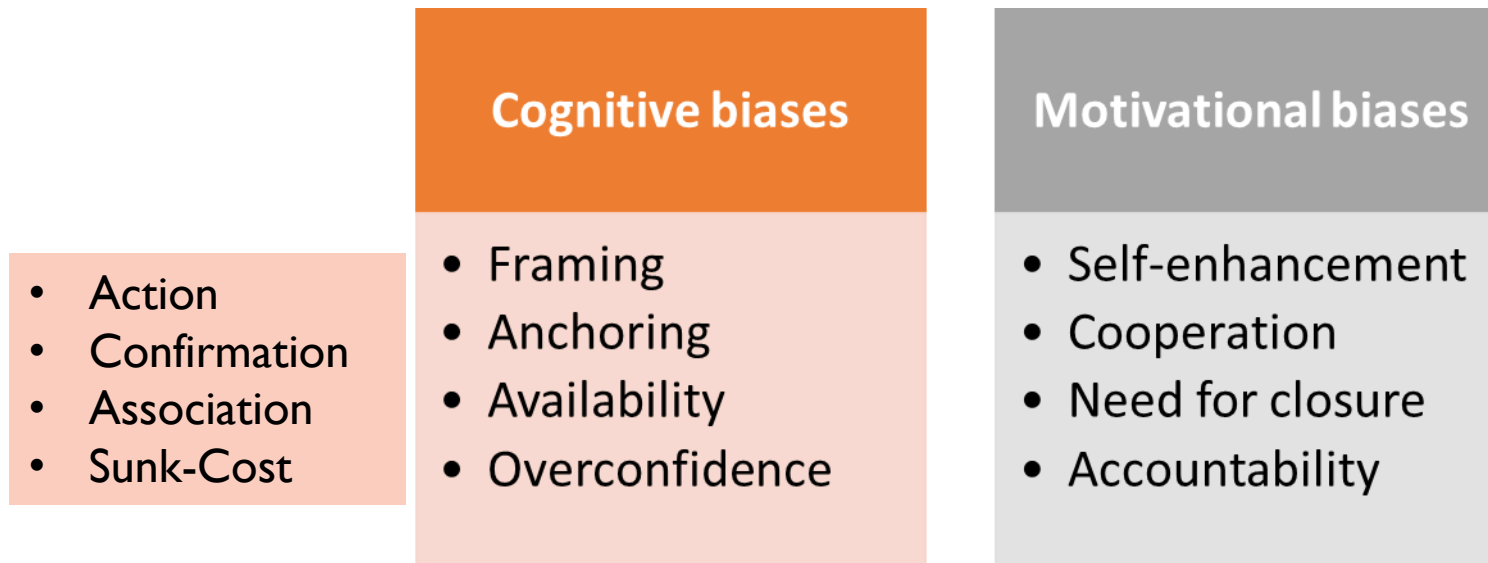 Cognitive biases
Motivational biases
• Action
• Confirmation
• Association
• Sunk-Cost
• Framing
• Anchoring
• Availability
• Overconfidence
• Self-enhancement
• Cooperation
• Need for closure
• Accountability